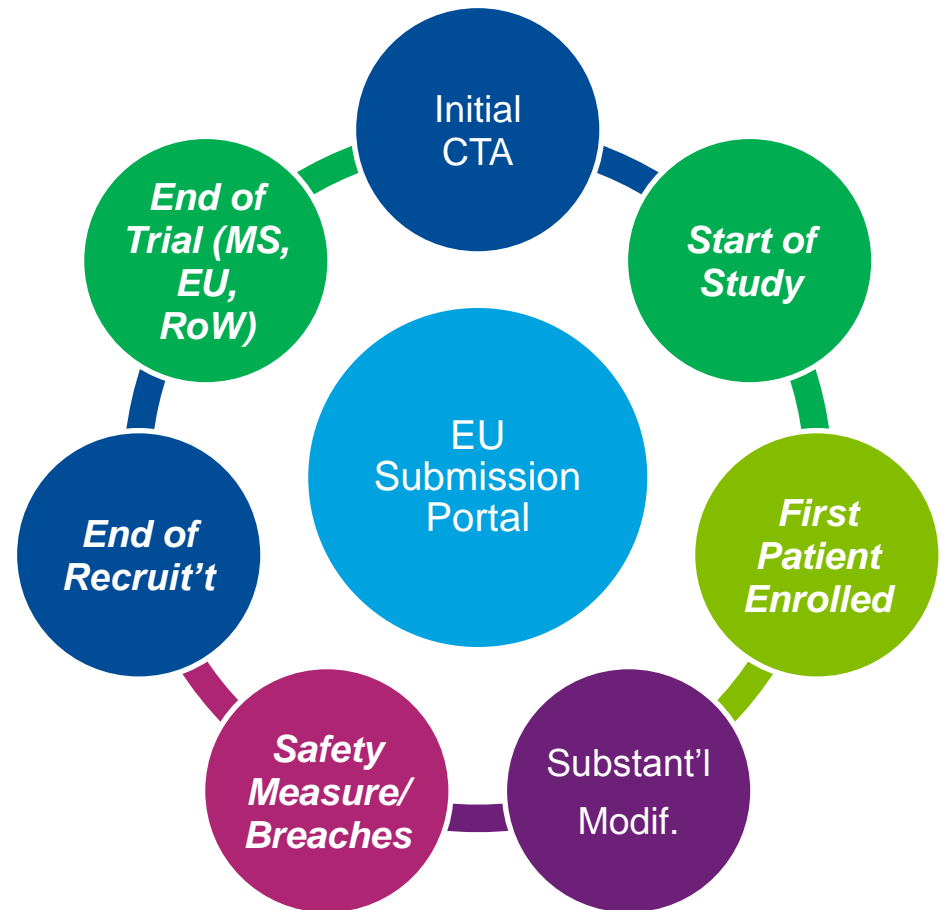 Initial
CTA
Start of
Study
First
Patient
Enrolled
Substant’l
Modif.
Safety
Measure/
Breaches
End of
Recruit’t
End of
Trial (MS,
EU,
RoW)
EU
Submission
Portal